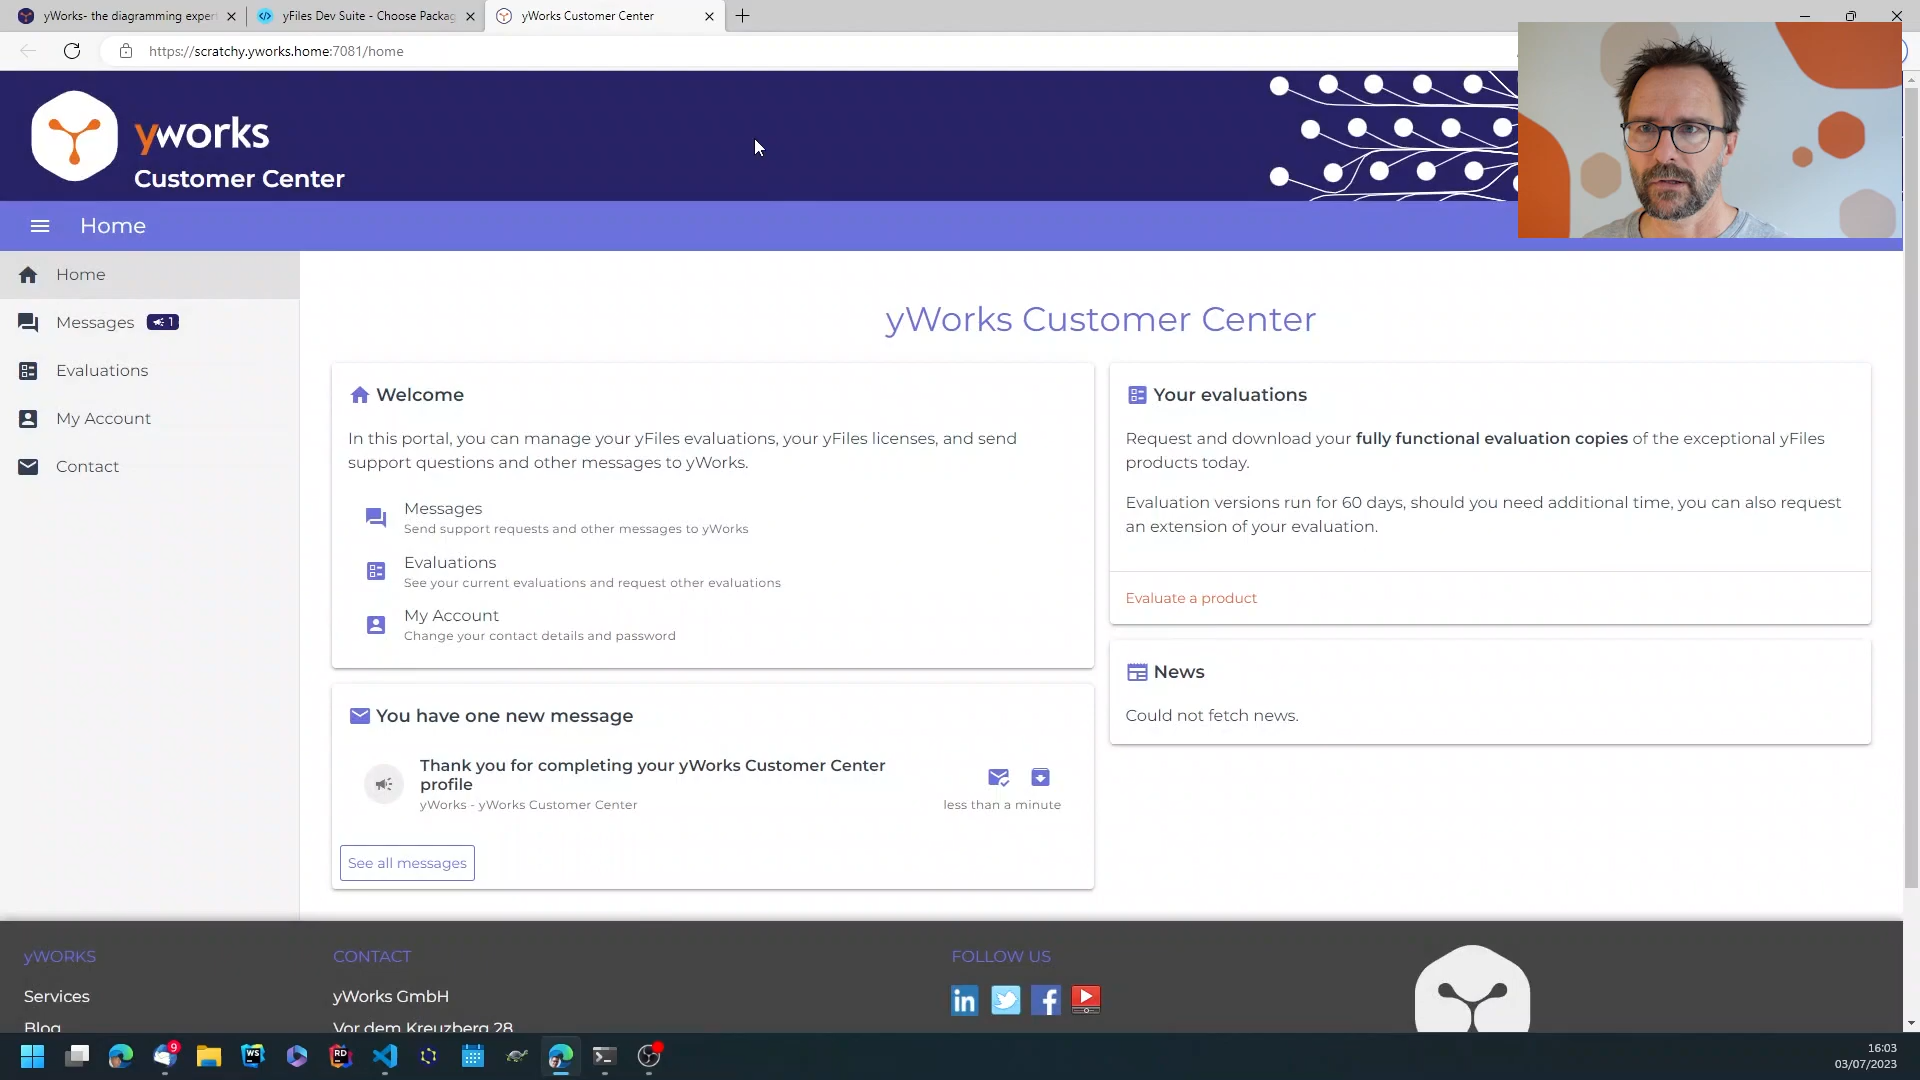 yWorks- the diagramming exper
yFiles Dev Suite - Choose Packag
yWorks Customer Center
https://scratchy.yworks.home:7081/home
yworks
Customer Center
Home
Home
Messages
1
Evaluations
My Account
Contact
yWorks Customer Center
Welcome
In this portal, you can manage your yFiles evaluations, your yFiles licenses, and send
support questions and other messages to yWorks.
Messages
Send support requests and other messages to yWorks
Evaluations
See your current evaluations and request other evaluations
My Account
Change your contact details and password
You have one new message
Thank you for completing your yWorks Customer Center
profile
yWorks - yWorks Customer Center
less than a minute
See all messages
Your evaluations
Request and download your fully functional evaluation copies of the exceptional yFiles
products today.
Evaluation versions run for 60 days, should you need additional time, you can also request
an extension of your evaluation.
Evaluate a product
News
Could not fetch news.
yWORKS
Services
Blog
CONTACT
yWorks GmbH
Vor dem Kreuzberg 28
FOLLOW US
in
f
9
WS
RD
16:03
03/07/2023